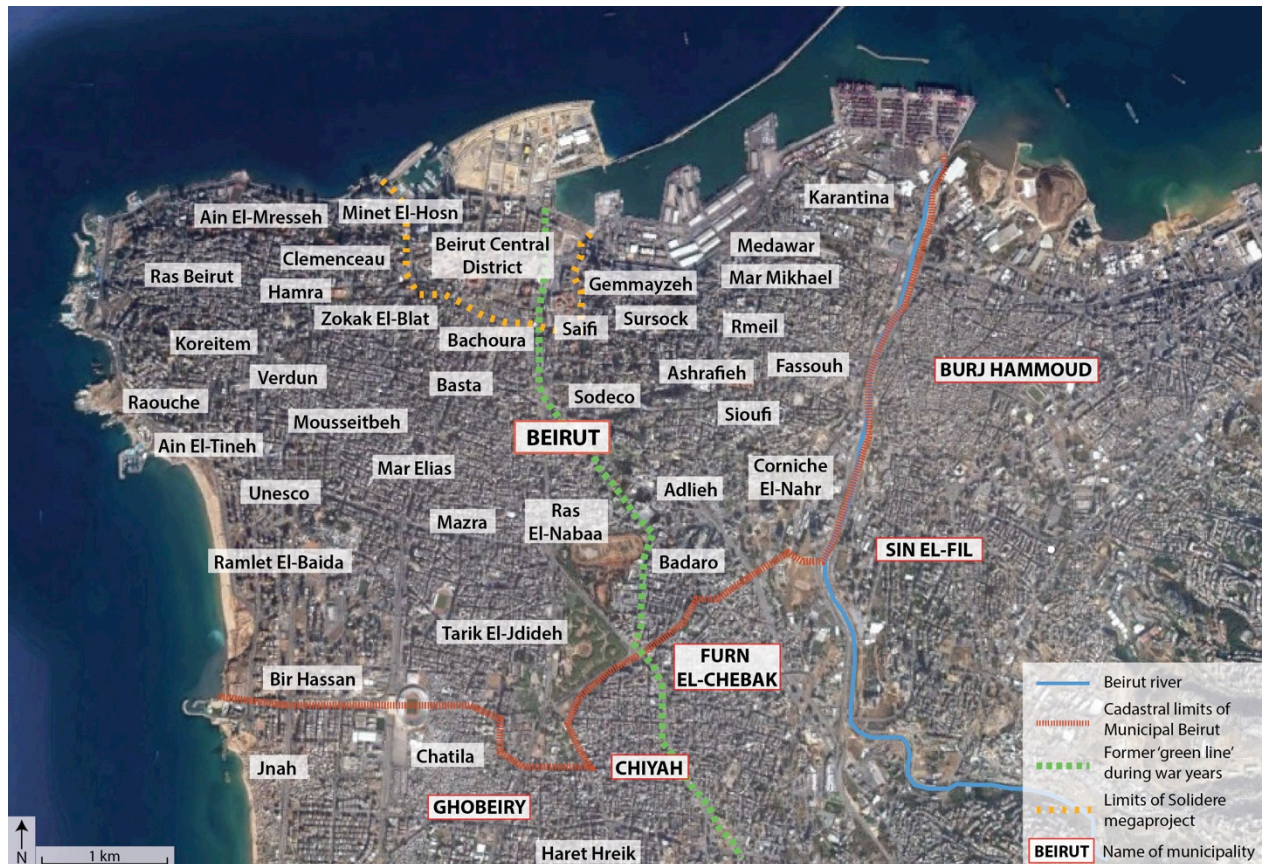 Karantina
Ain El-Mresseh
Minet El-Hosn
Beirut Central
District
Medawar
Clemenceau
Ras Beirut
Hamra
Gemmayzeh
Mar Mikhael
Zokak El-Blat
Saifi
Sursock
Rmeil
Koreitem
Bachoura
Verdun
Basta
Ashrafieh
Fassouh
BURJ HAMMOUD
Raouche
Sodeco
Sioufi
Mousseitbeh
BEIRUT
Ain El-Tineh
Mar Elias
Corniche
El-Nahr
Unesco
Adlieh
Mazra
Ras
El-Nabaa
Ramlet El-Baida
Badaro
SIN EL-FIL
Tarik El-Jdideh
FURN
EL-CHEBAK
Bir Hassan
Jnah
Chatila
CHIYAH
GHOBEIRY
Haret Hreik
N
1 km
Beirut river
Cadastral limits of
Municipal Beirut
Former ‘green line’
during war years
Limits of Solidere
megaproject
BEIRUT Name of municipality